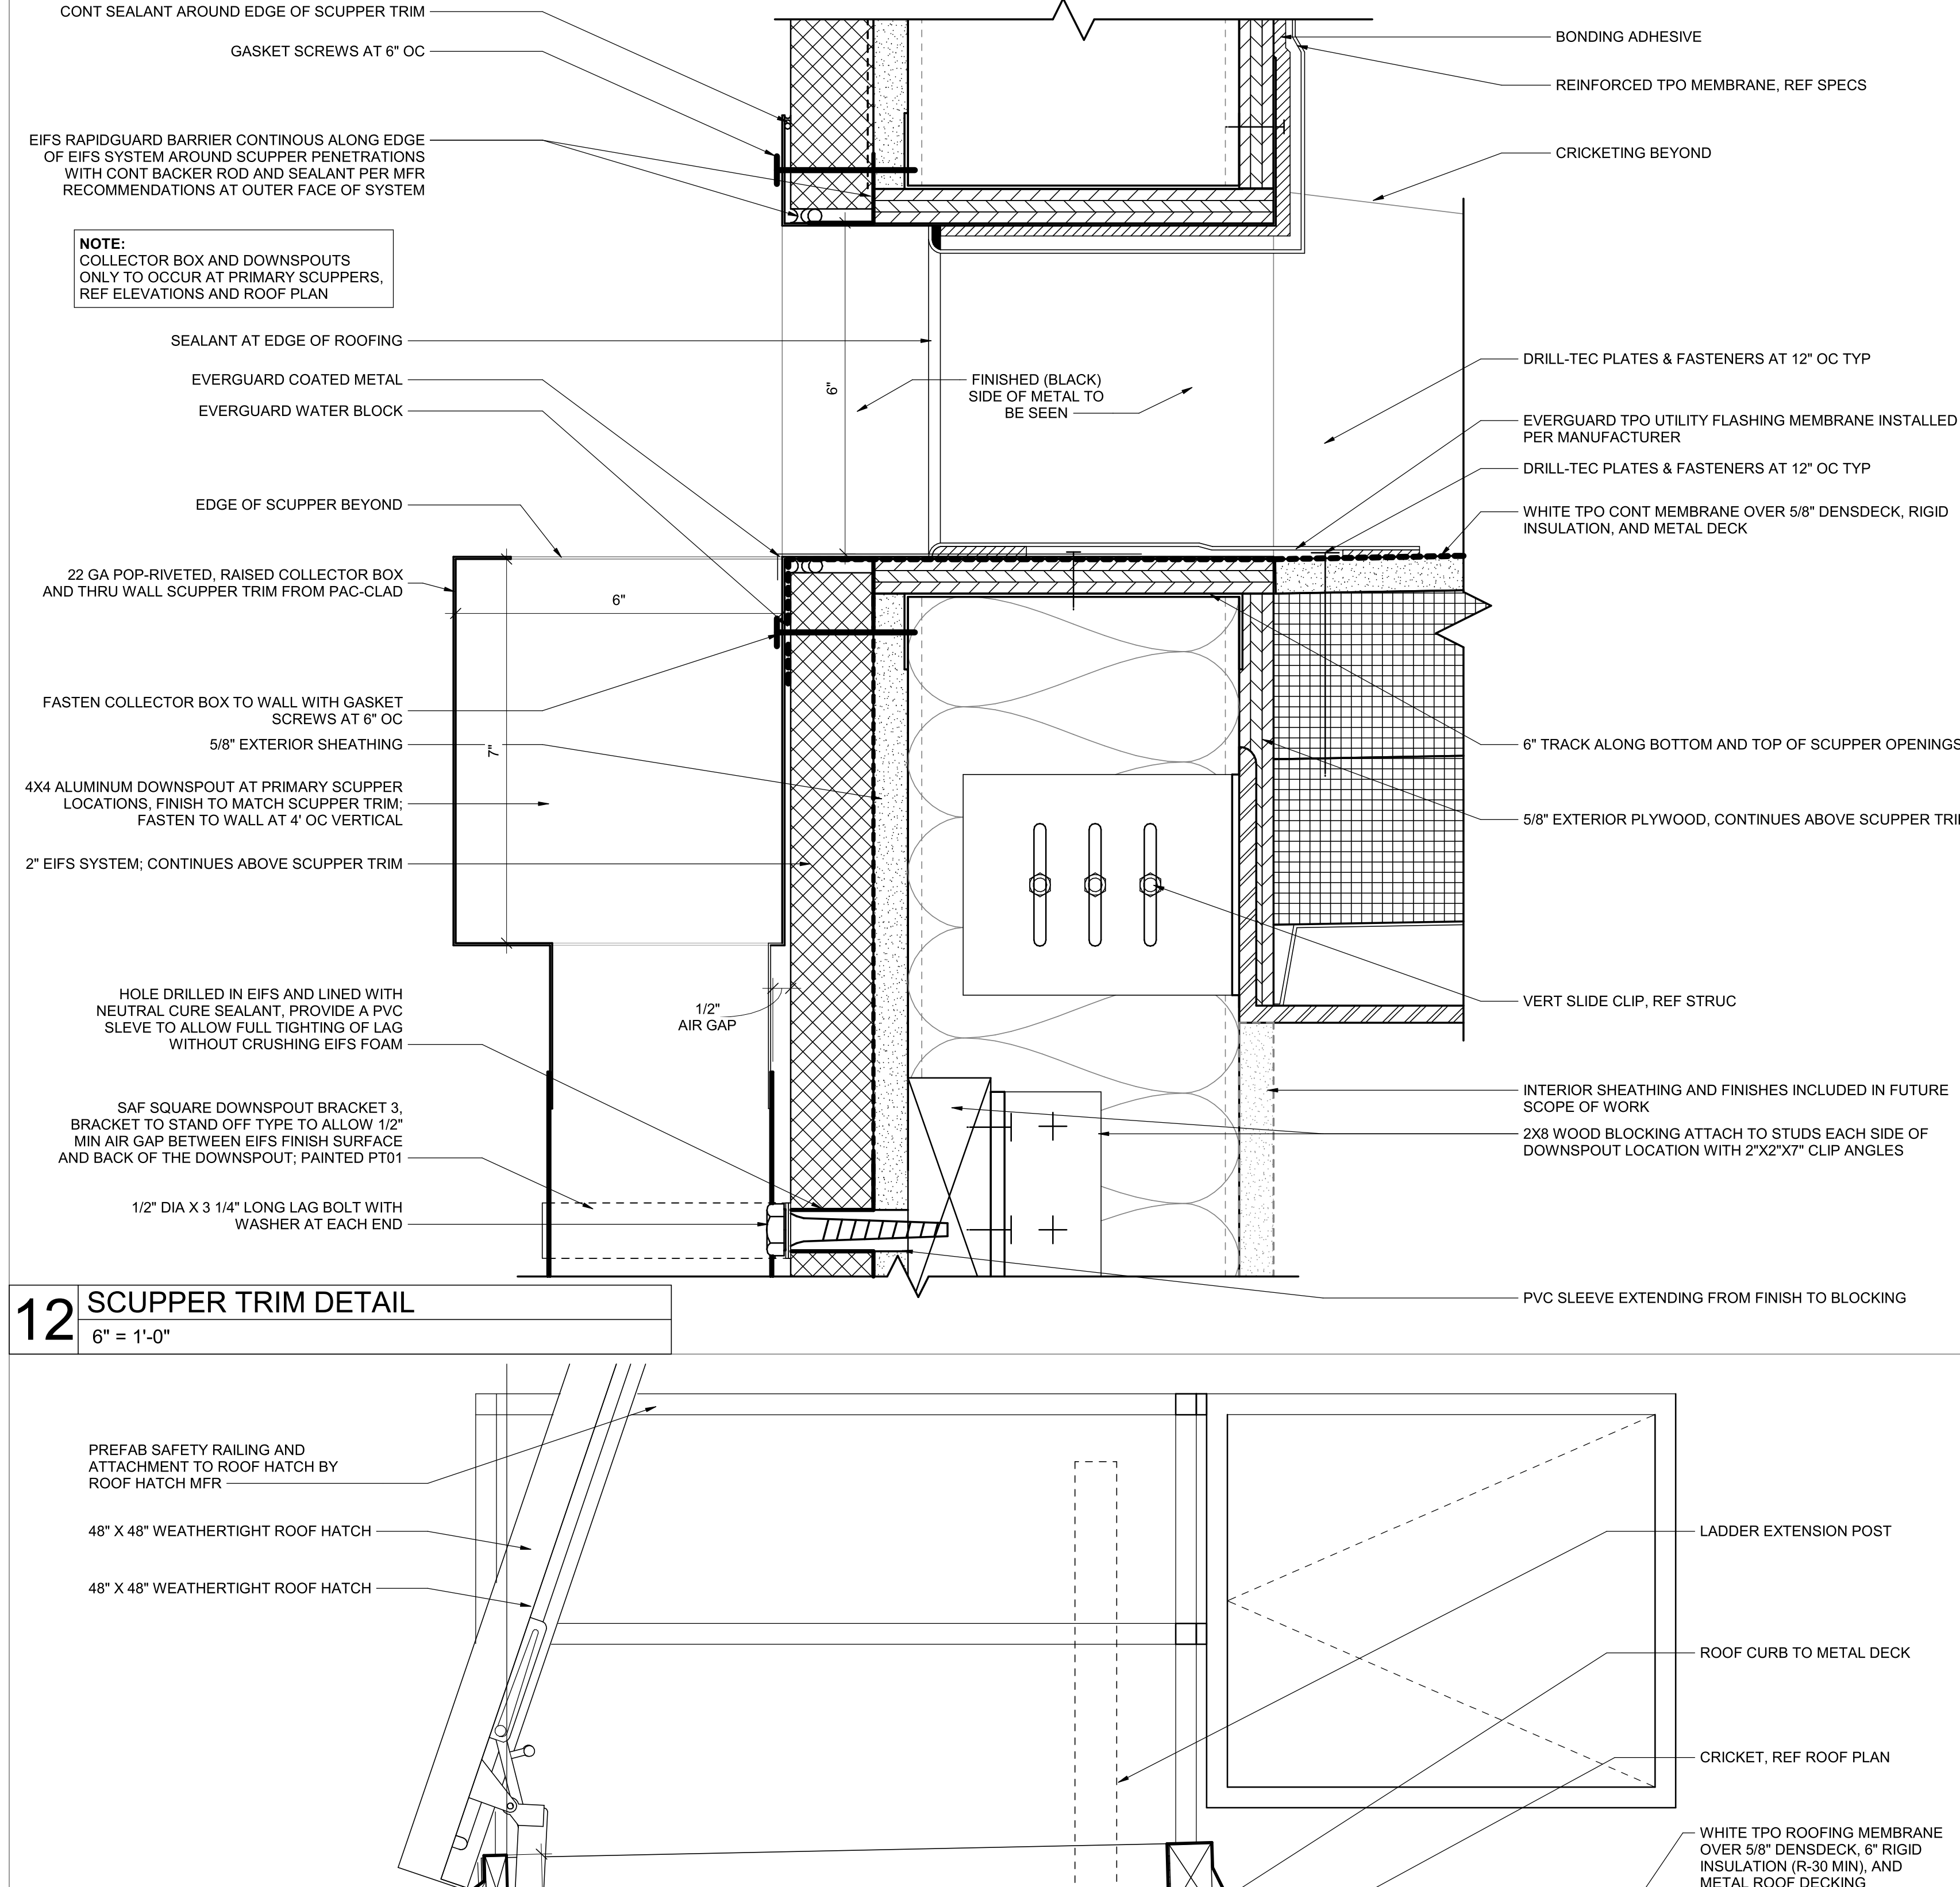 CONT SEALANT AROUND EDGE OF SCUPPER TRIM
GASKET SCREWS AT 6" OC
EIFS RAPIDGUARD BARRIER CONTINOUS ALONG EDGE
OF EIFS SYSTEM AROUND SCUPPER PENETRATIONS
WITH CONT BACKER ROD AND SEALANT PER MFR
RECOMMENDATIONS AT OUTER FACE OF SYSTEM
NOTE:
COLLECTOR BOX AND DOWNSPOUTS
ONLY TO OCCUR AT PRIMARY SCUPPERS,
REF ELEVATIONS AND ROOF PLAN
SEALANT AT EDGE OF ROOFING
EVERGUARD COATED METAL
EVERGUARD WATER BLOCK
EDGE OF SCUPPER BEYOND
22 GA POP-RIVETED, RAISED COLLECTOR BOX
AND THRU WALL SCUPPER TRIM FROM PAC-CLAD
FASTEN COLLECTOR BOX TO WALL WITH GASKET
SCREWS AT 6" OC
5/8" EXTERIOR SHEATHING
4X4 ALUMINUM DOWNSPOUT AT PRIMARY SCUPPER
LOCATIONS, FINISH TO MATCH SCUPPER TRIM;
FASTEN TO WALL AT 4' OC VERTICAL
2" EIFS SYSTEM; CONTINUES ABOVE SCUPPER TRIM
HOLE DRILLED IN EIFS AND LINED WITH
NEUTRAL CURE SEALANT, PROVIDE A PVC
SLEVE TO ALLOW FULL TIGHTING OF LAG
WITHOUT CRUSHING EIFS FOAM
SAF SQUARE DOWNSPOUT BRACKET 3,
BRACKET TO STAND OFF TYPE TO ALLOW 1/2"
MIN AIR GAP BETWEEN EIFS FINISH SURFACE
AND BACK OF THE DOWNSPOUT; PAINTED PT01
1/2" DIA X 3 1/4" LONG LAG BOLT WITH
WASHER AT EACH END
6"
FINISHED (BLACK)
SIDE OF METAL TO
BE SEEN
6"
7"
1/2"
AIR GAP
BONDING ADHESIVE
REINFORCED TPO MEMBRANE, REF SPECS
CRICKETING BEYOND
DRILL-TEC PLATES & FASTENERS AT 12" OC TYP
EVERGUARD TPO UTILITY FLASHING MEMBRANE INSTALLED
PER MANUFACTURER
DRILL-TEC PLATES & FASTENERS AT 12" OC TYP
WHITE TPO CONT MEMBRANE OVER 5/8" DENSDECK, RIGID
INSULATION, AND METAL DECK
6" TRACK ALONG BOTTOM AND TOP OF SCUPPER OPENINGS
5/8" EXTERIOR PLYWOOD, CONTINUES ABOVE SCUPPER
VERT SLIDE CLIP, REF STRUC
INTERIOR SHEATHING AND FINISHES INCLUDED IN FUTURE
SCOPE OF WORK
2X8 WOOD BLOCKING ATTACH TO STUDS EACH SIDE OF
DOWNSPOUT LOCATION WITH 2"X2"X7" CLIP ANGLES
PVC SLEEVE EXTENDING FROM FINISH TO BLOCKING
12
SCUPPER TRIM DETAIL
6" = 1'-0"
PREFAB SAFETY RAILING AND
ATTACHMENT TO ROOF HATCH BY
ROOF HATCH MFR
48" X 48" WEATHERTIGHT ROOF HATCH
48" X 48" WEATHERTIGHT ROOF HATCH
LADDER EXTENSION POST
ROOF CURB TO METAL DECK
CRICKET, REF ROOF PLAN
WHITE TPO ROOFING MEMBRANE
OVER 5/8" DENSDECK, 6" RIGID
INSULATION (R-30 MIN), AND
METAL ROOF DECKING